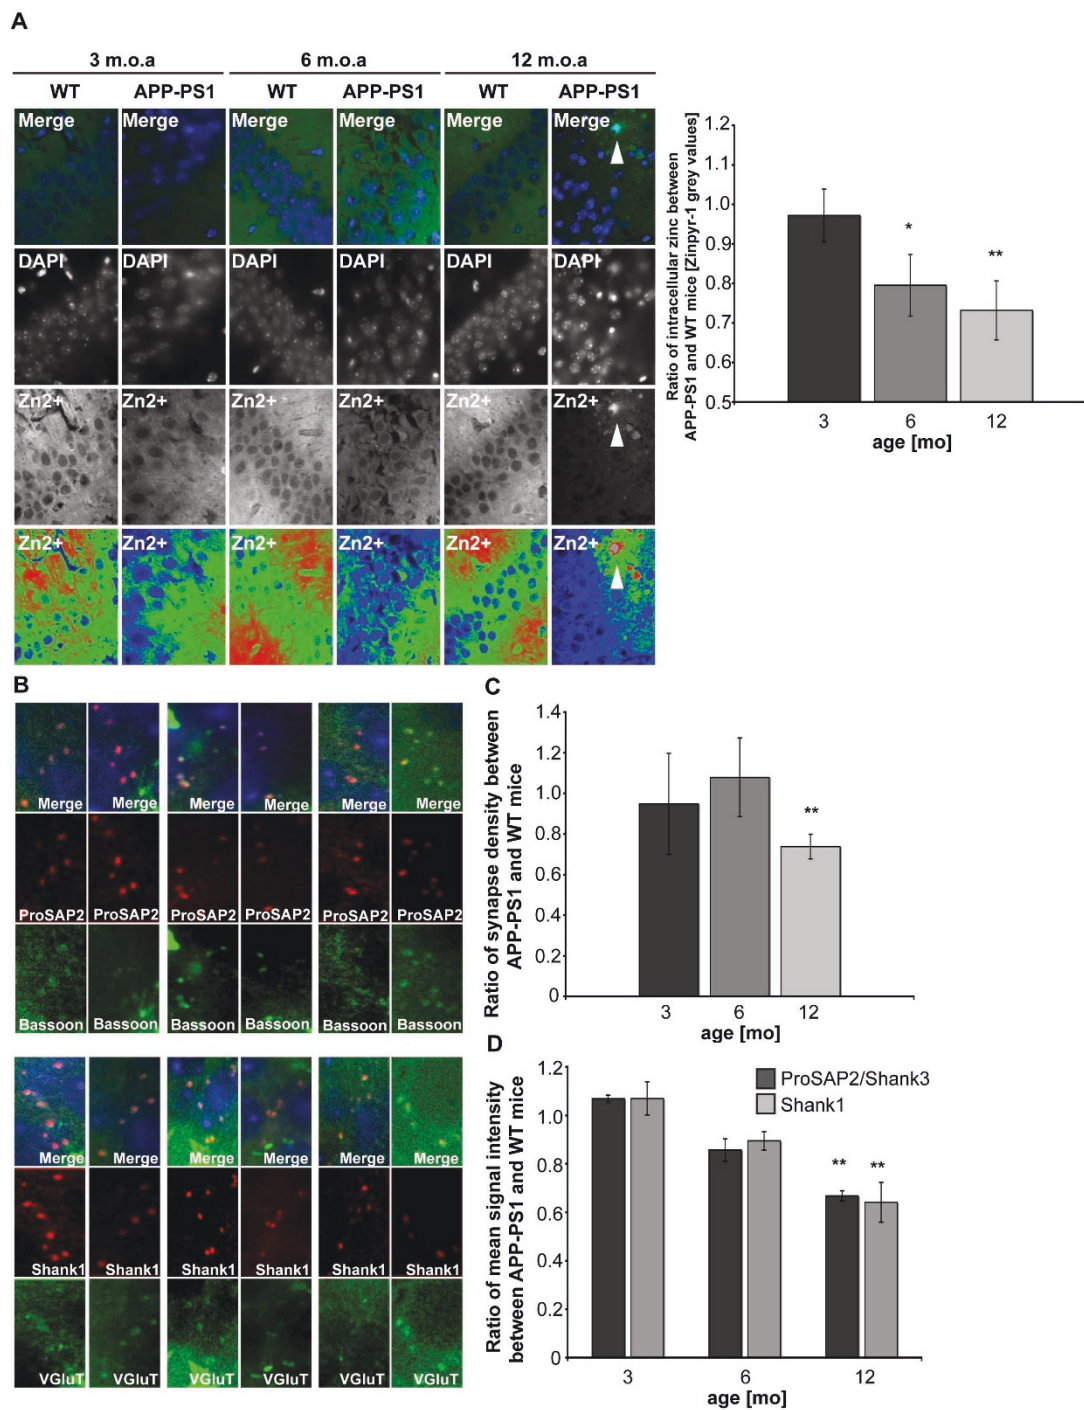 A
3 m.o.a 6 m.o.a 12 m.o.a
WT APP-PS1 WT APP-PS1 WT APP-PS1
Merge Merge Merge Merge Merge Merge
DAPI DAPI DAPI DAPI DAPI DAPI
Zn2+ Zn2+ Zn2+ Zn2+ Zn2+ Zn2+
Zn2+ Zn2+ Zn2+ Zn2+ Zn2+ Zn2+
Ratio of intracellular zinc between
APP-PS1 and WT mice [Zinpyr-1 grey values]
1.2
1.1
1.0
0.9
0.8
0.7
0.6
0.5
*
**
3 6 12
age [mo]
B
Merge Merge Merge Merge Merge Merge
ProSAP2 ProSAP2 ProSAP2 ProSAP2 ProSAP2 ProSAP2
Bassoon Bassoon Bassoon Bassoon Bassoon Bassoon
Merge Merge Merge Merge Merge Merge
Shank1 Shank1 Shank1 Shank1 Shank1 Shank1
VGluT VGluT VGluT VGluT VGluT VGluT
C
Ratio of synapse density between
APP-PS1 and WT mice
1.4
1.2
1.0
0.8
0.6
0.4
0.2
0
**
3 6 12
age [mo]
D
Ratio of mean signal intensity
between APP-PS1 and WT mice
1.2
1.0
0.8
0.6
0.4
0.2
0
ProSAP2/Shank3
Shank1
** **
3 6 12
age [mo]